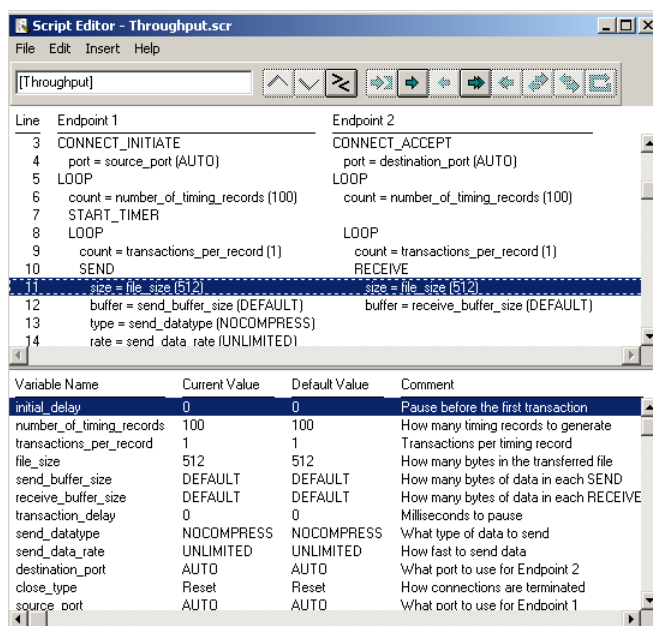 Script Editor - Throughput.scr
File Edit Insert Help
[Throughput]
Line Endpoint 1 Endpoint 2
3 CONNECT_INITIATE CONNECT_ACCEPT
4 port = source_port (AUTO) port = destination_port (AUTO)
5 LOOP LOOP
6 count = number_of_timing_records (100) count = number_of_timing_records (100)
7 START_TIMER
8 LOOP LOOP
9 count = transactions_per_record (1) count = transactions_per_record (1)
10 SEND RECEIVE
11 size = file_size (512) size = file_size (512)
12 buffer = send_buffer_size (DEFAULT) buffer = receive_buffer_size (DEFAULT)
13 type = send_datatype (NOCOMPRESS)
14 rate = send_data_rate (UNLIMITED)
Variable Name Current Value Default Value Comment
initial_delay 0 0 Pause before the first transaction
number_of_timing_records 100 100 How many timing records to generate
transactions_per_record 1 1 Transactions per timing record
file_size 512 512 How many bytes in the transferred file
send_buffer_size DEFAULT DEFAULT How many bytes of data in each SEND
receive_buffer_size DEFAULT DEFAULT How many bytes of data in each RECEIVE
transaction_delay 0 0 Milliseconds to pause
send_datatype NOCOMPRESS NOCOMPRESS What type of data to send
send_data_rate UNLIMITED UNLIMITED How fast to send data
destination_port AUTO AUTO What port to use for Endpoint 2
close_type Reset Reset How connections are terminated
source_port AUTO AUTO What port to use for Endpoint 1